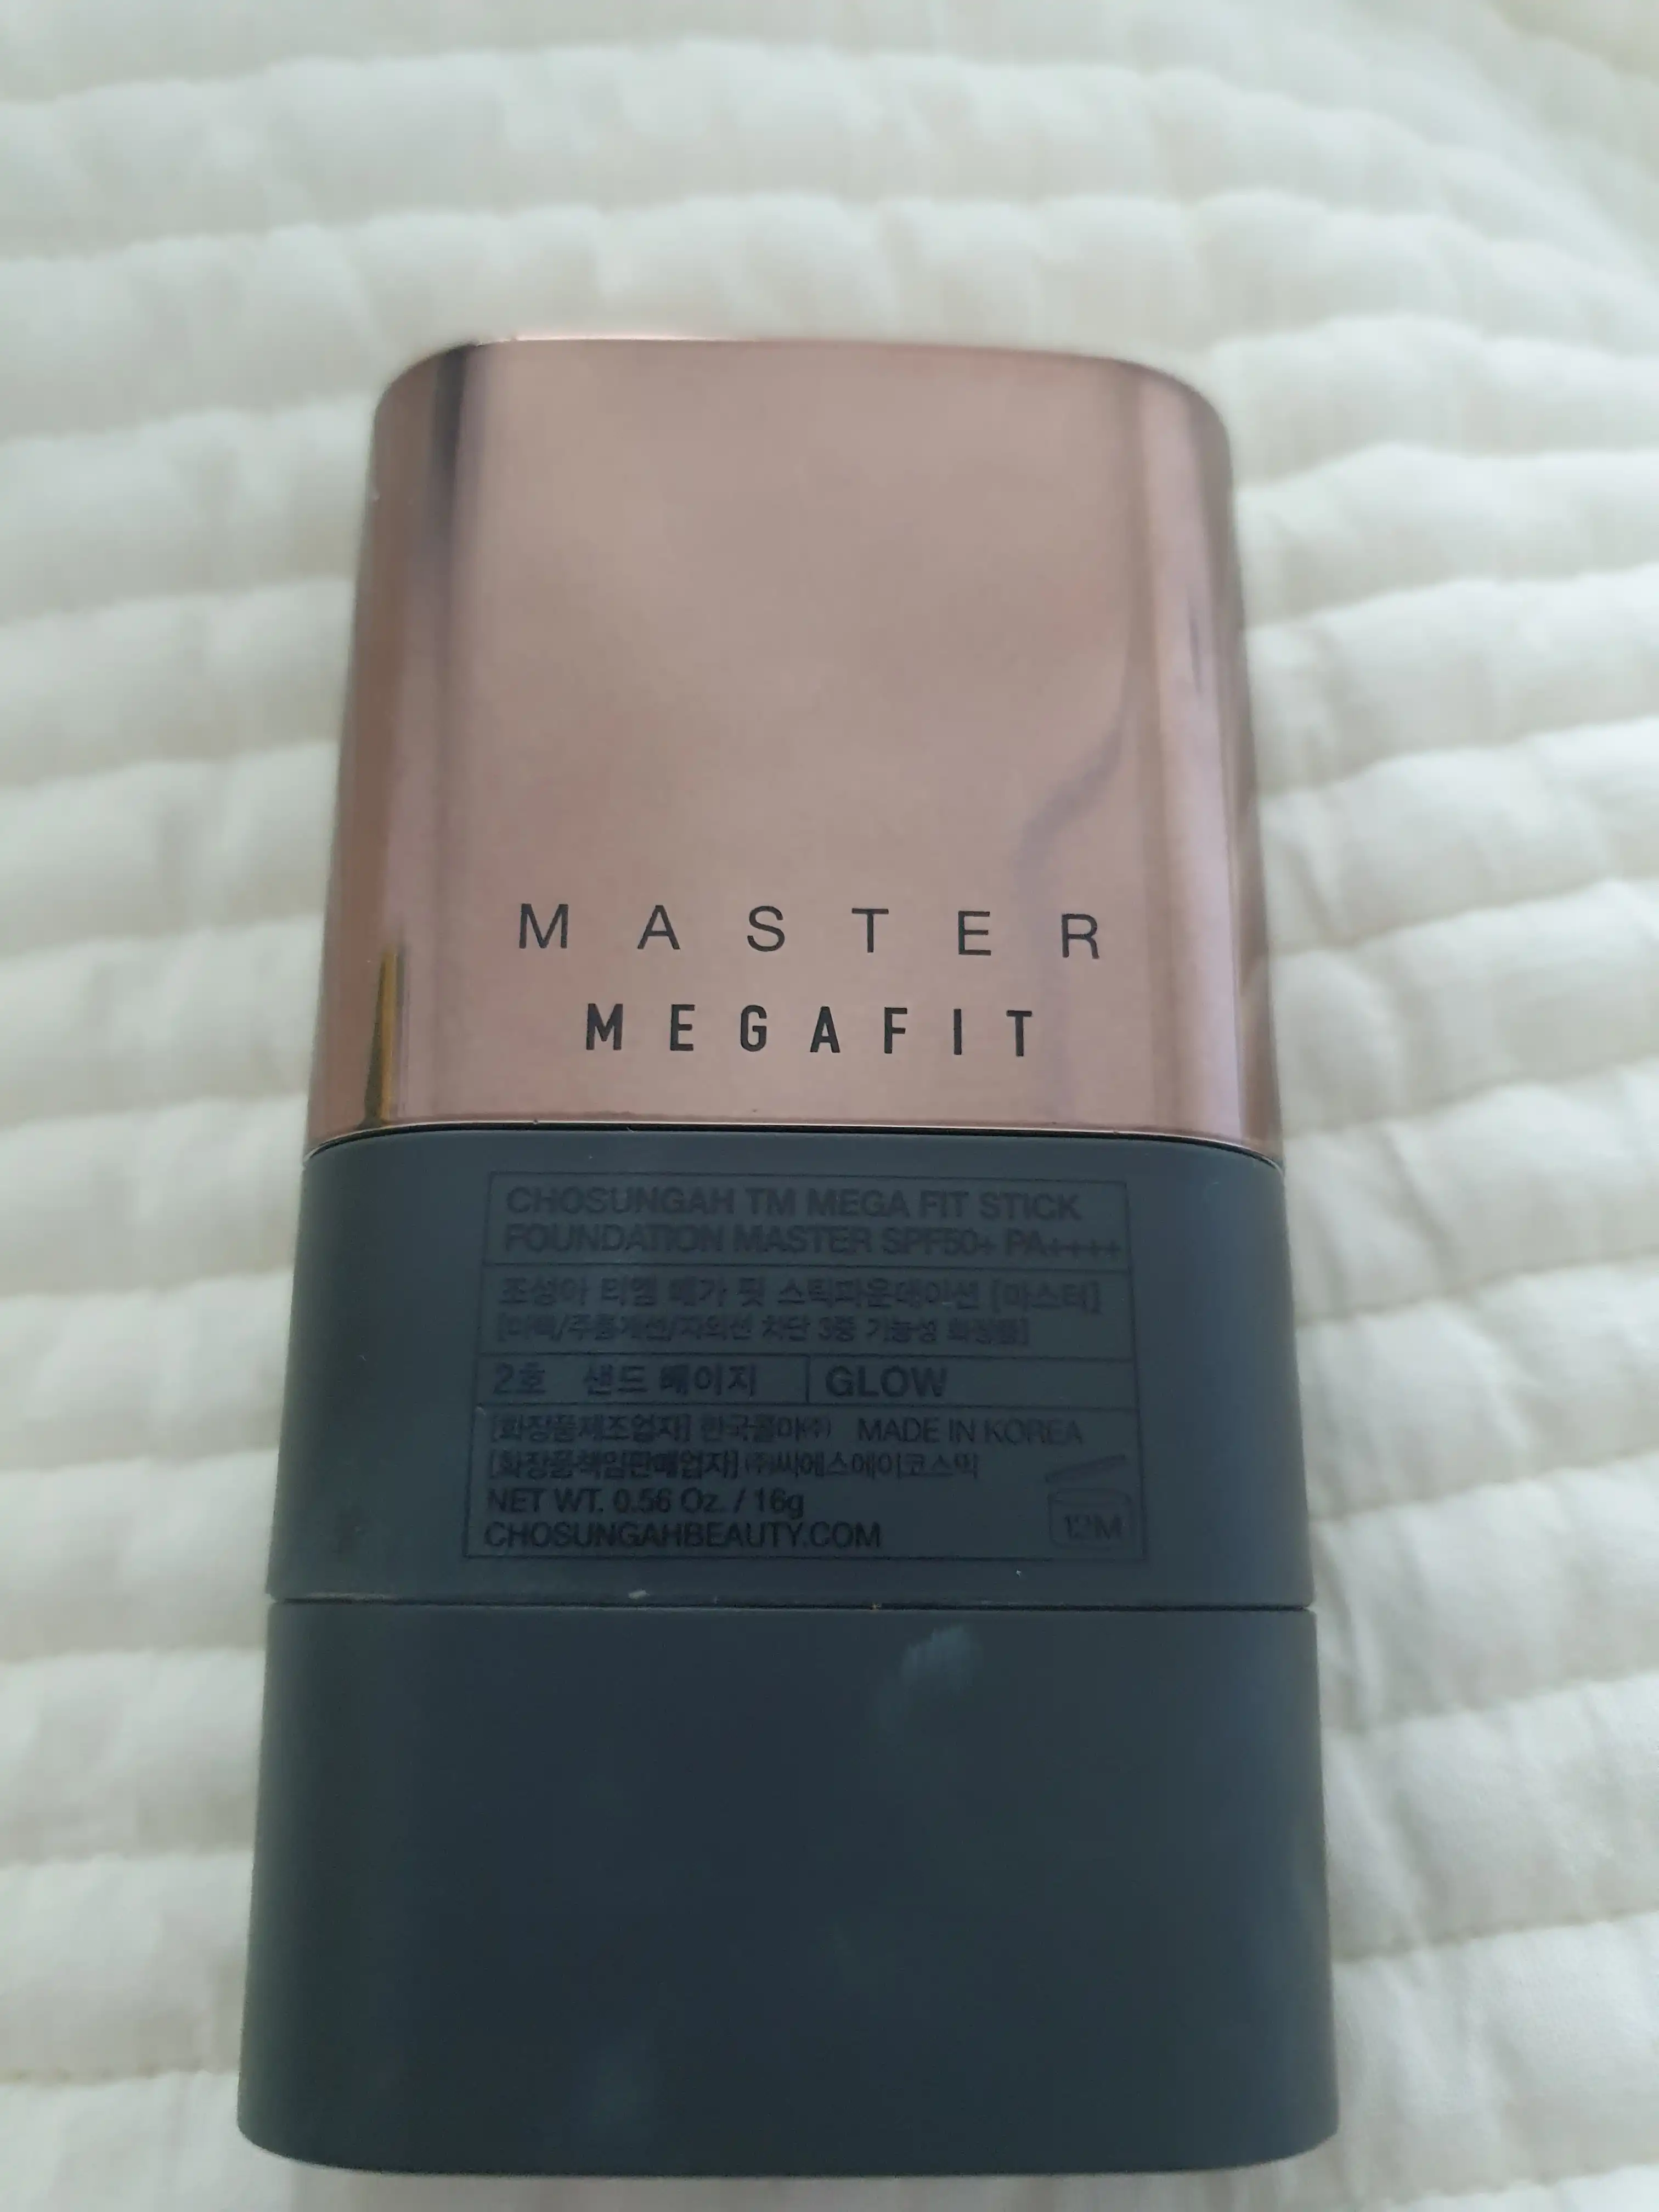 MASTER
MEGAFIT
CHOSUNGAH TM MEGA FIT STICK
FOUNDATION MASTER SPF50+ PA++++
조성아 티엠 메가 핏 스틱파운데이션 [마스터]
[미백/주름개선/자외선 차단 3중 기능성 화장품]
2호 샌드 베이지 GLOW
[화장품제조업자] 한국콜마㈜ MADE IN KOREA
[화장품책임판매업자] ㈜씨에스에이코스믹
NET WT. 0.56 Oz. / 16g
CHOSUNGAHBEAUTY.COM
12M